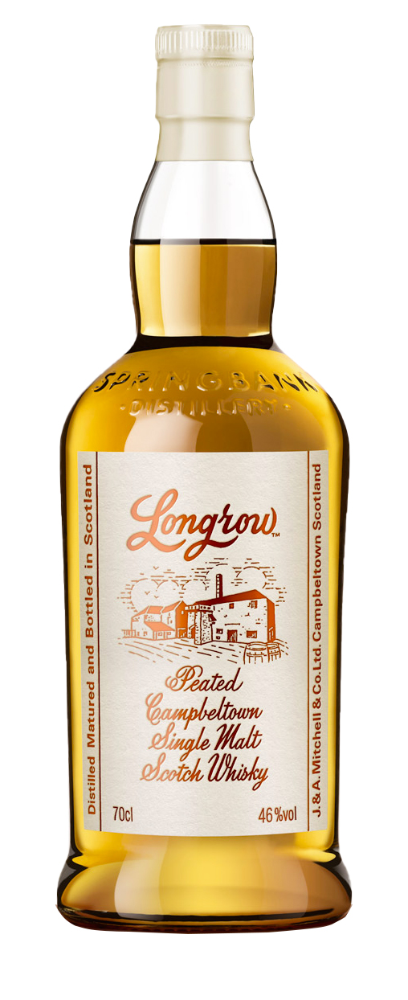 SPRINGBANK
·DISTILLERY·
Distilled Matured and Bottled in Scotland
Longrow™
Peated
Campbeltown
Single Malt
Scotch Whisky
70cl
46%vol
J.&A. Mitchell & Co. Ltd. Campbeltown Scotland